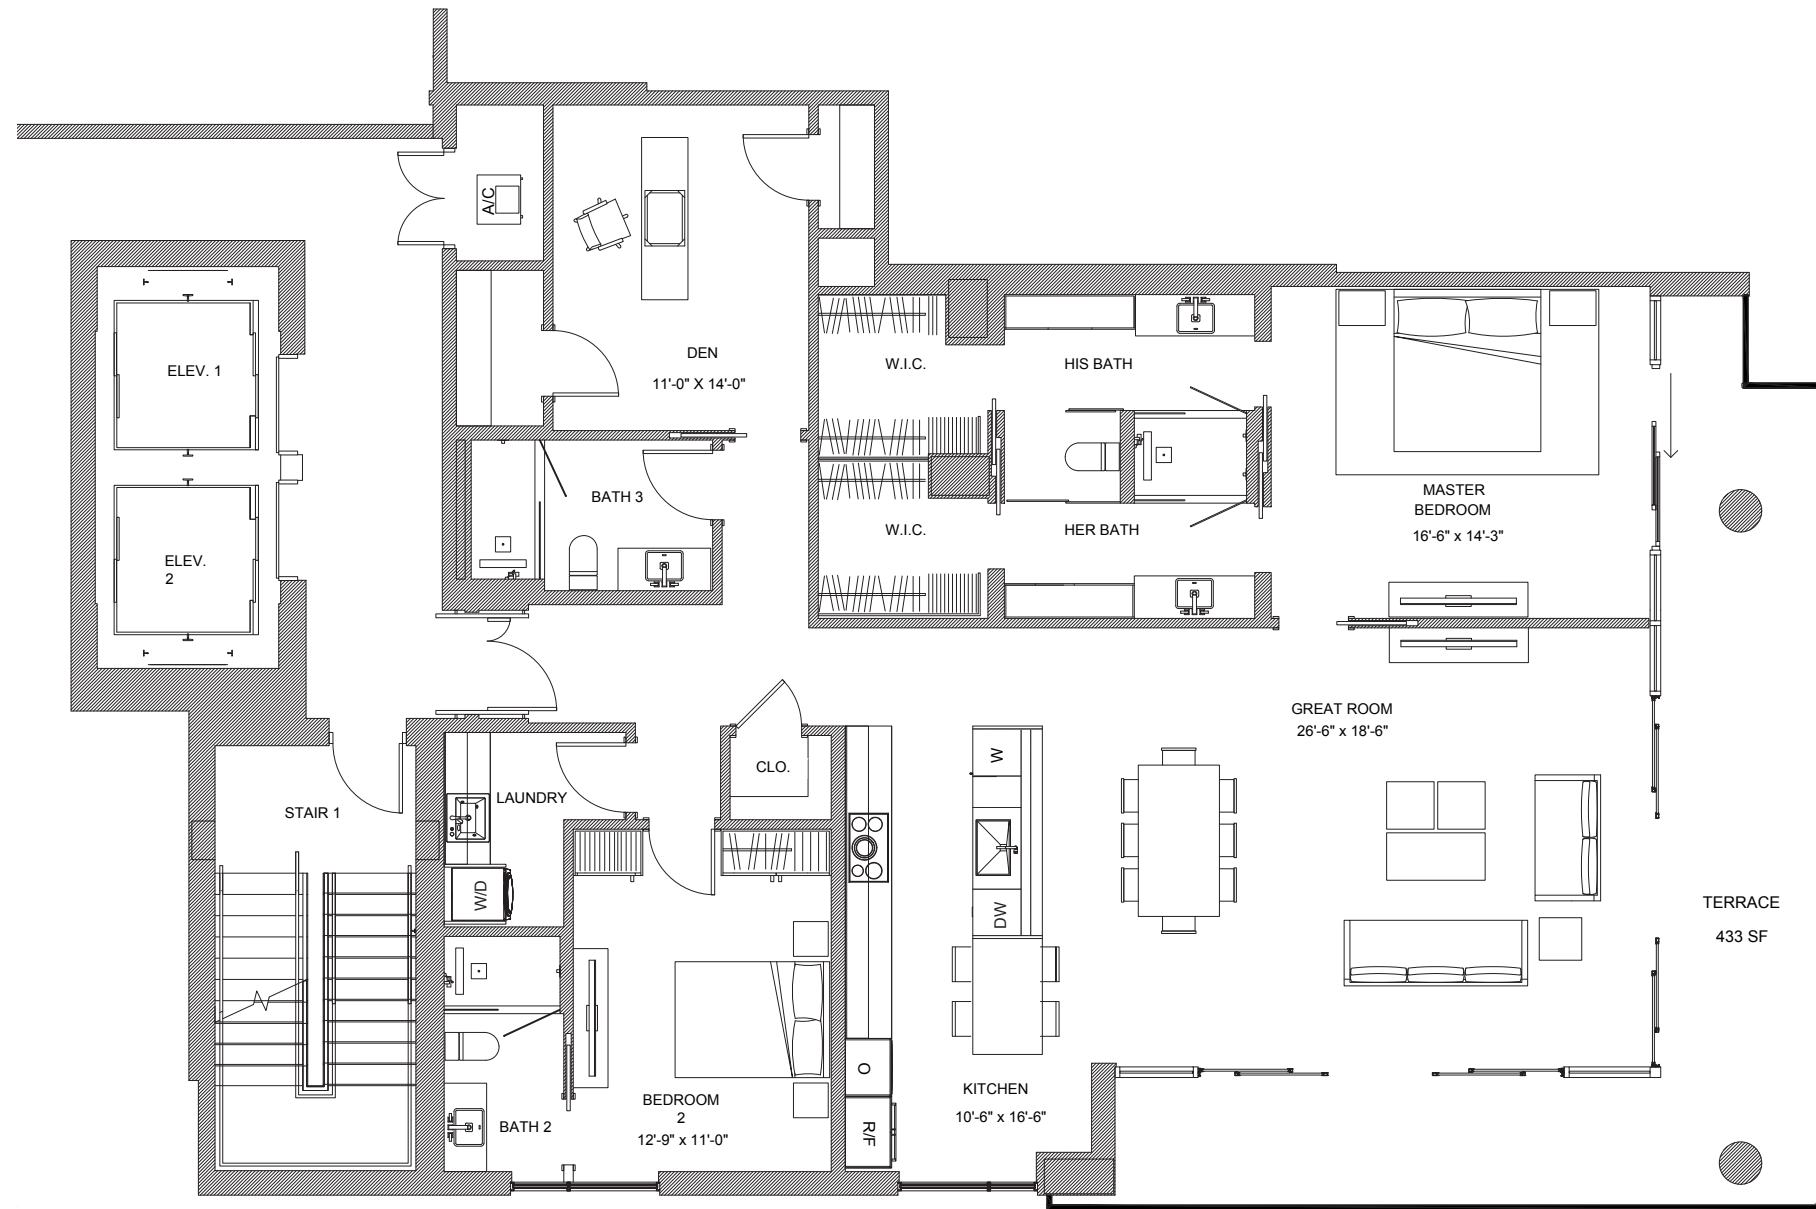 A/C
ELEV. 1
DEN
11'-0" X 14'-0"
W.I.C.
HIS BATH
BATH 3
MASTER
BEDROOM
16'-6" x 14'-3"
W.I.C.
HER BATH
ELEV.
2
GREAT ROOM
26'-6" x 18'-6"
W
CLO.
LAUNDRY
STAIR 1
W/D
DW
TERRACE
433 SF
O
KITCHEN
10'-6" x 16'-6"
BEDROOM
2
12'-9" x 11'-0"
BATH 2
R/F